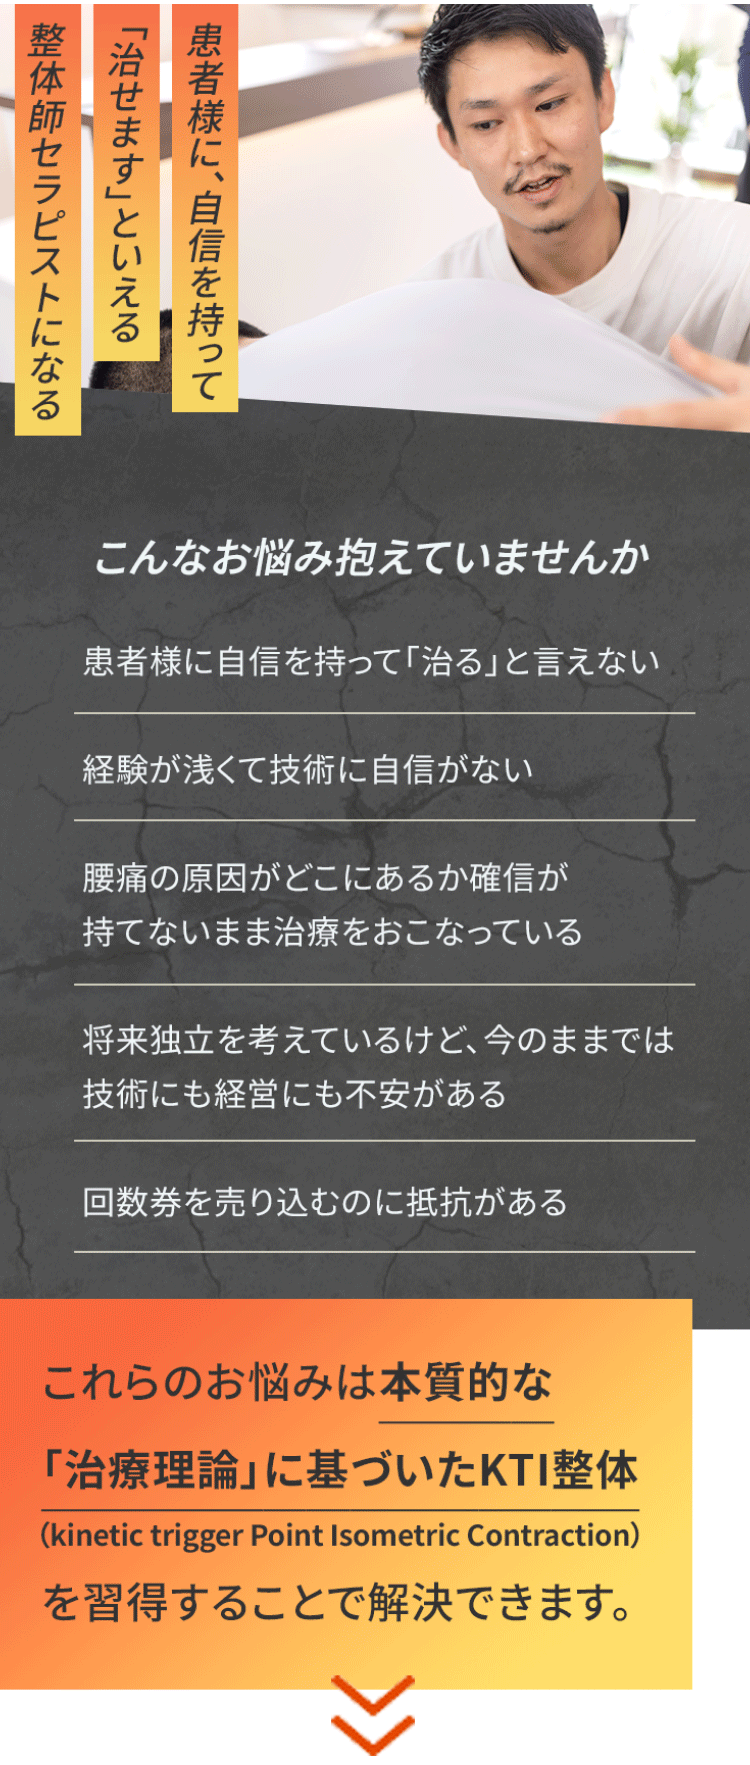 患者様に、自信を持って
「治せます」といえる
整体師セラピストになる
こんなお悩み抱えていませんか
患者様に自信を持って「治る」と言えない
経験が浅くて技術に自信がない
腰痛の原因がどこにあるか確信が
持てないまま治療をおこなっている
将来独立を考えているけど、今のままでは
技術にも経営にも不安がある
回数券を売り込むのに抵抗がある
これらのお悩みは本質的な
「治療理論」に基づいたKTI整体
（kinetic trigger Point Isometric Contraction）
を習得することで解決できます。